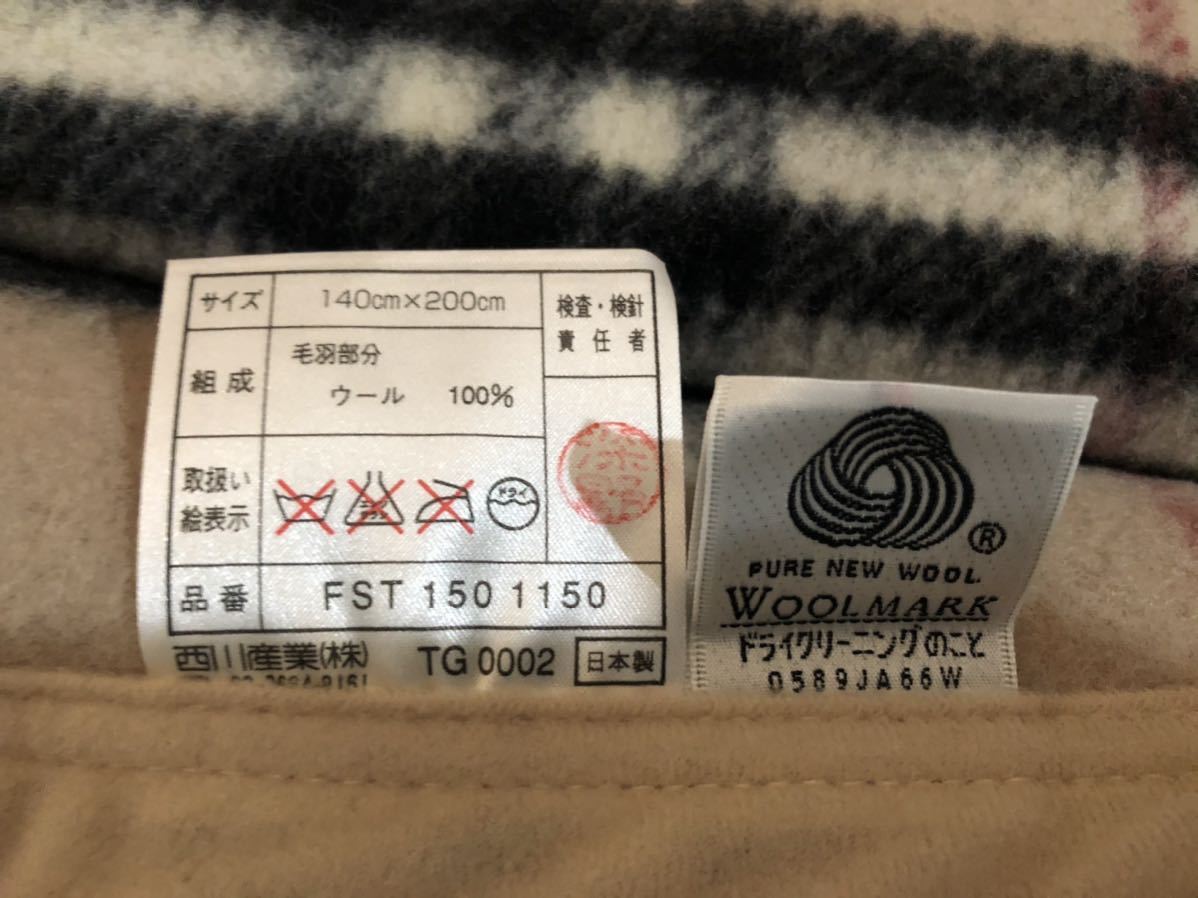 サイズ 140cm×200cm
組成 毛羽部分
ウール 100%
検査・検針
責任者
取扱い
絵表示
ドライ
品番 FST 150 1150
西川産業(株) TG 0002 日本製
PURE NEW WOOL
WOOLMARK
®
ドライクリーニングのこと
0589JA66W